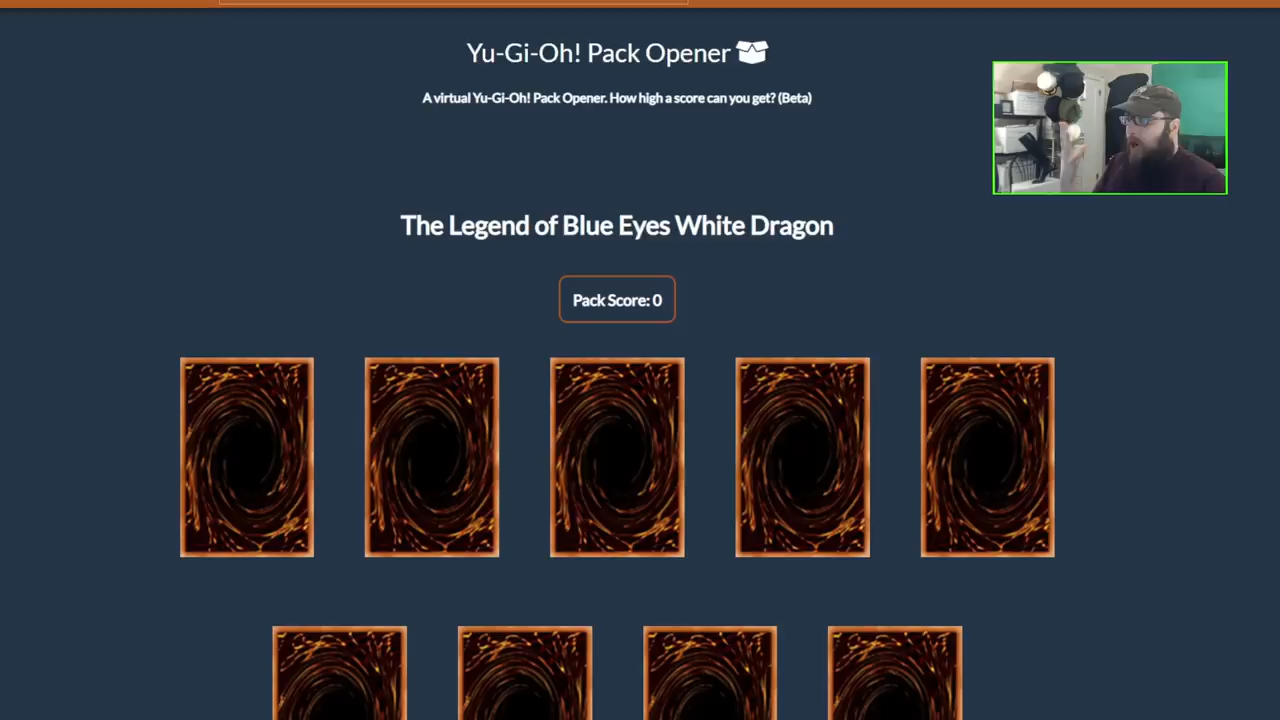 Yu-Gi-Oh! Pack Opener
A virtual Yu-Gi-Oh! Pack Opener. How high a score can you get? (Beta)
The Legend of Blue Eyes White Dragon
Pack Score: 0